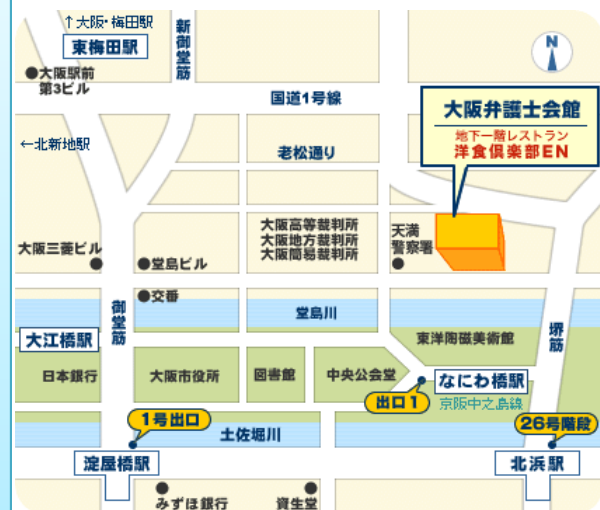 ↑大阪・梅田駅
東梅田駅
新御堂筋
N
●大阪駅前
第3ビル
国道1号線
大阪弁護士会館
地下一階レストラン
洋食倶楽部EN
←北新地駅
老松通り
大阪高等裁判所
大阪地方裁判所
大阪簡易裁判所
天満
警察署
大阪三菱ビル
●堂島ビル
●交番
御堂筋
堂島川
堺筋
大江橋駅
東洋陶磁美術館
日本銀行
大阪市役所
図書館
中央公会堂
なにわ橋駅
出口1
京阪中之島線
1号出口
26号階段
土佐堀川
淀屋橋駅
北浜駅
みずほ銀行
資生堂